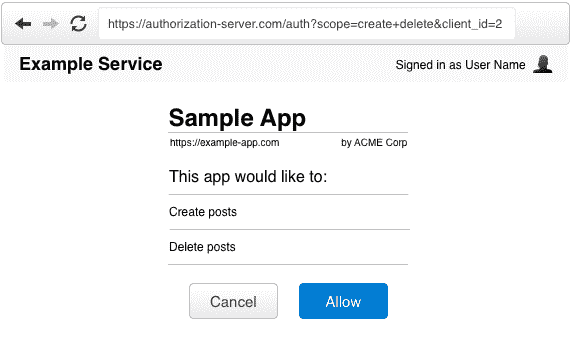 https://authorization-server.com/auth?scope=create+delete&client_id=2
Example Service
Signed in as User Name
Sample App
https://example-app.com
by ACME Corp
This app would like to:
Create posts
Delete posts
Cancel
Allow